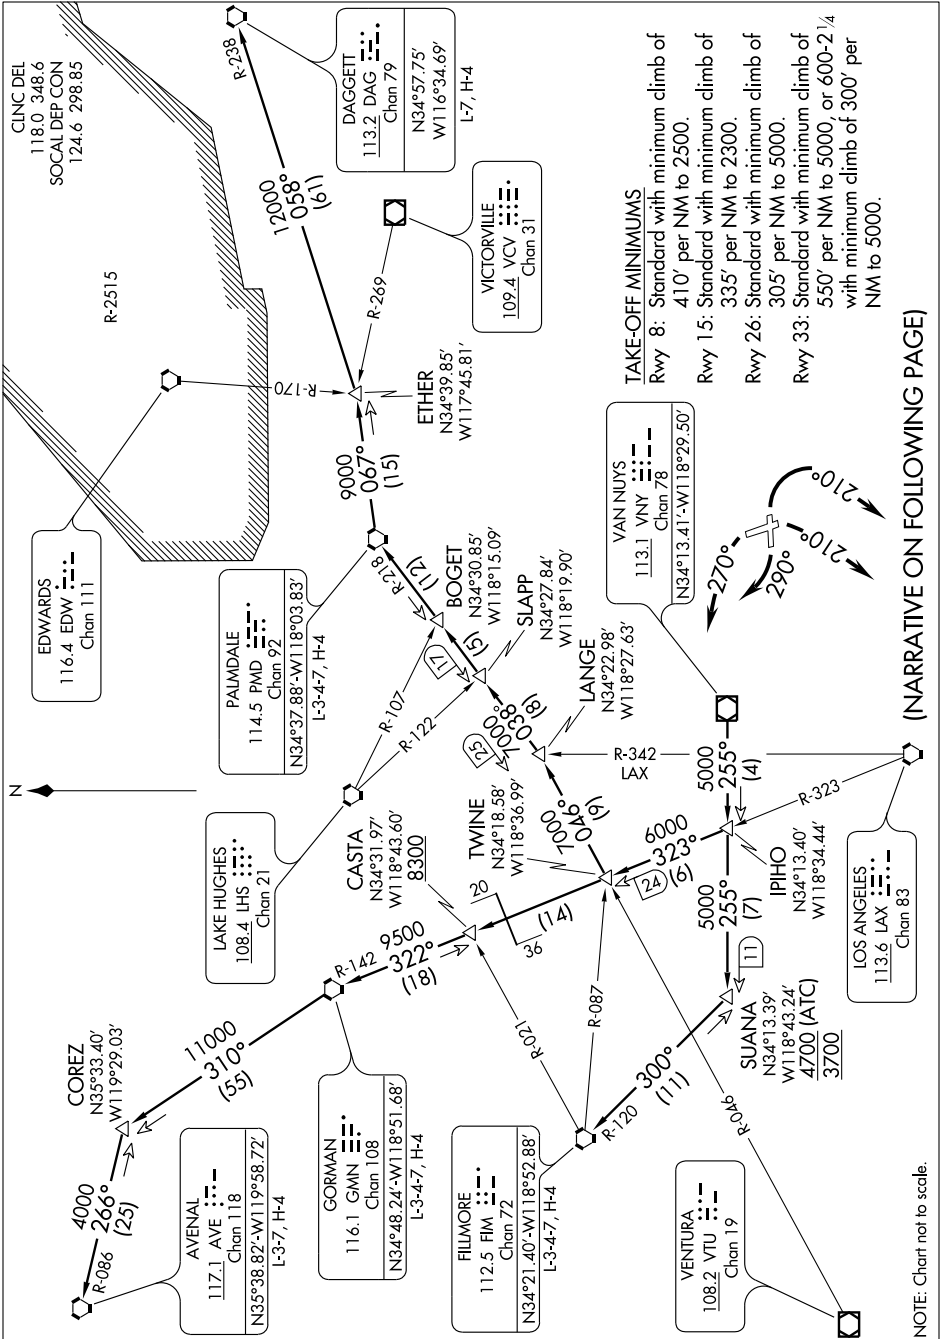 CLNC DEL
118.0 348.6
SOCAL DEP CON
124.6 298.85
R-2515
EDWARDS
116.4 EDW
Chan 111
N
R-238
DAGGETT
113.2 DAG
Chan 79
N34°57.75'
W116°34.69'
L-7, H-4
12000
058°
(61)
R-269
VICTORVILLE
109.4 VCV
Chan 31
R-170
ETHER
N34°39.85'
W117°45.81'
9000
067°
(15)
PALMDALE
114.5 PMD
Chan 92
N34°37.88'-W118°03.83'
L-3-4-7, H-4
R-218
(12)
BOGET
N34°30.85'
W118°15.09'
(5)
17
SLAPP
N34°27.84'
W118°19.90'
R-107
R-122
LAKE HUGHES
108.4 LHS
Chan 21
7000
038°
(8)
25
LANGE
N34°22.98'
W118°27.63'
R-342
LAX
7000
046°
(9)
TWINE
N34°18.58'
W118°36.99'
CASTA
N34°31.97'
W118°43.60'
8300
20
36
(14)
6000
323°
(6)
24
VAN NUYS
113.1 VNY
Chan 78
N34°13.41'-W118°29.50'
5000
255°
(4)
IPIHO
N34°13.40'
W118°34.44'
R-323
LOS ANGELES
113.6 LAX
Chan 83
5000
255°
(7)
11
SUANA
N34°13.39'
W118°43.24'
4700 (ATC)
3700
300°
(11)
R-120
R-021
R-087
R-046
FILLMORE
112.5 FIM
Chan 72
N34°21.40'-W118°52.88'
L-3-4-7, H-4
VENTURA
108.2 VTU
Chan 19
9500
322°
(18)
R-142
GORMAN
116.1 GMN
Chan 108
N34°48.24'-W118°51.68'
L-3-4-7, H-4
11000
310°
(55)
COREZ
N35°33.40'
W119°29.03'
4000
266°
(25)
R-086
AVENAL
117.1 AVE
Chan 118
N35°38.82'-W119°58.72'
L-3-7, H-4
270°
290°
210°
210°
TAKE-OFF MINIMUMS
Rwy 8: Standard with minimum climb of
410' per NM to 2500.
Rwy 15: Standard with minimum climb of
335' per NM to 2300.
Rwy 26: Standard with minimum climb of
305' per NM to 5000.
Rwy 33: Standard with minimum climb of
550' per NM to 5000, or 600-2 1/4
with minimum climb of 300' per
NM to 5000.
(NARRATIVE ON FOLLOWING PAGE)
NOTE: Chart not to scale.